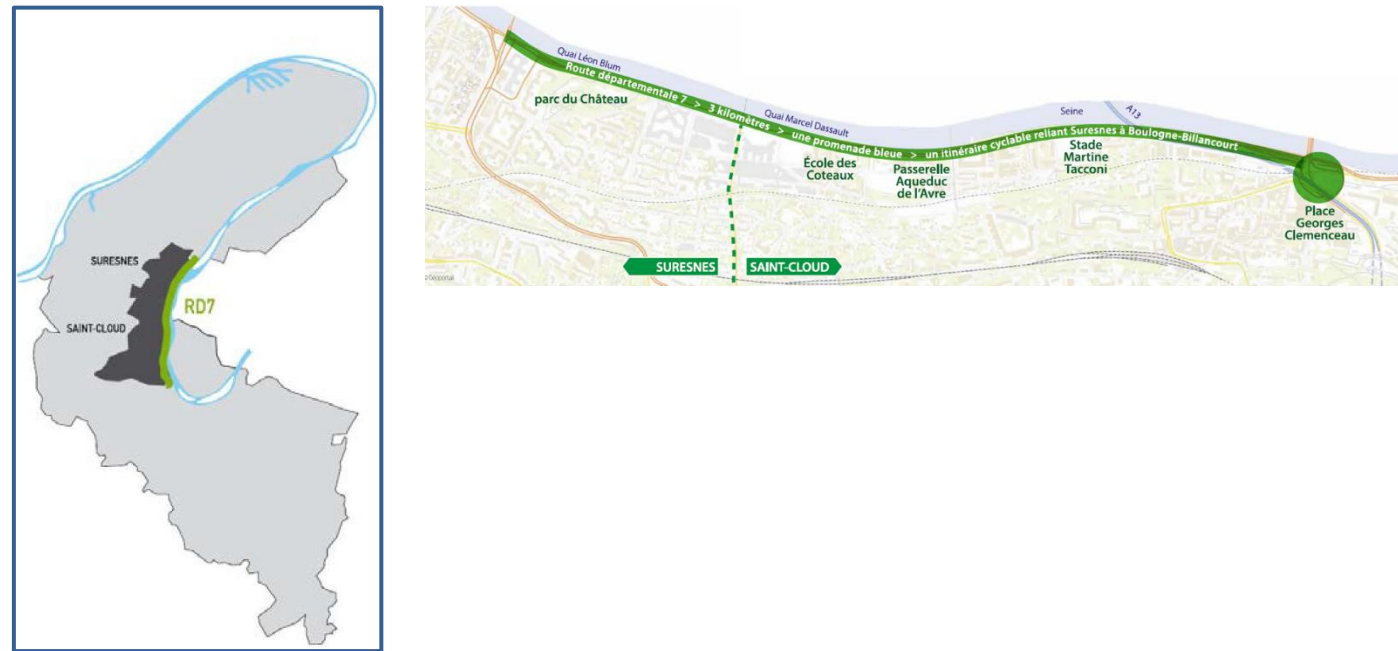 SURESNES
RD7
SAINT-CLOUD
Quai Léon Blum
Route départementale 7 > 3 kilomètres > une promenade bleue > un itinéraire cyclable reliant Suresnes à Boulogne-Billancourt
parc du Château
Quai Marcel Dassault
Seine
A13
École des
Coteaux
Passerelle
Aqueduc
de l'Avre
Stade
Martine
Tacconi
Place
Georges
Clemenceau
SURESNES
SAINT-CLOUD
©Géoportail